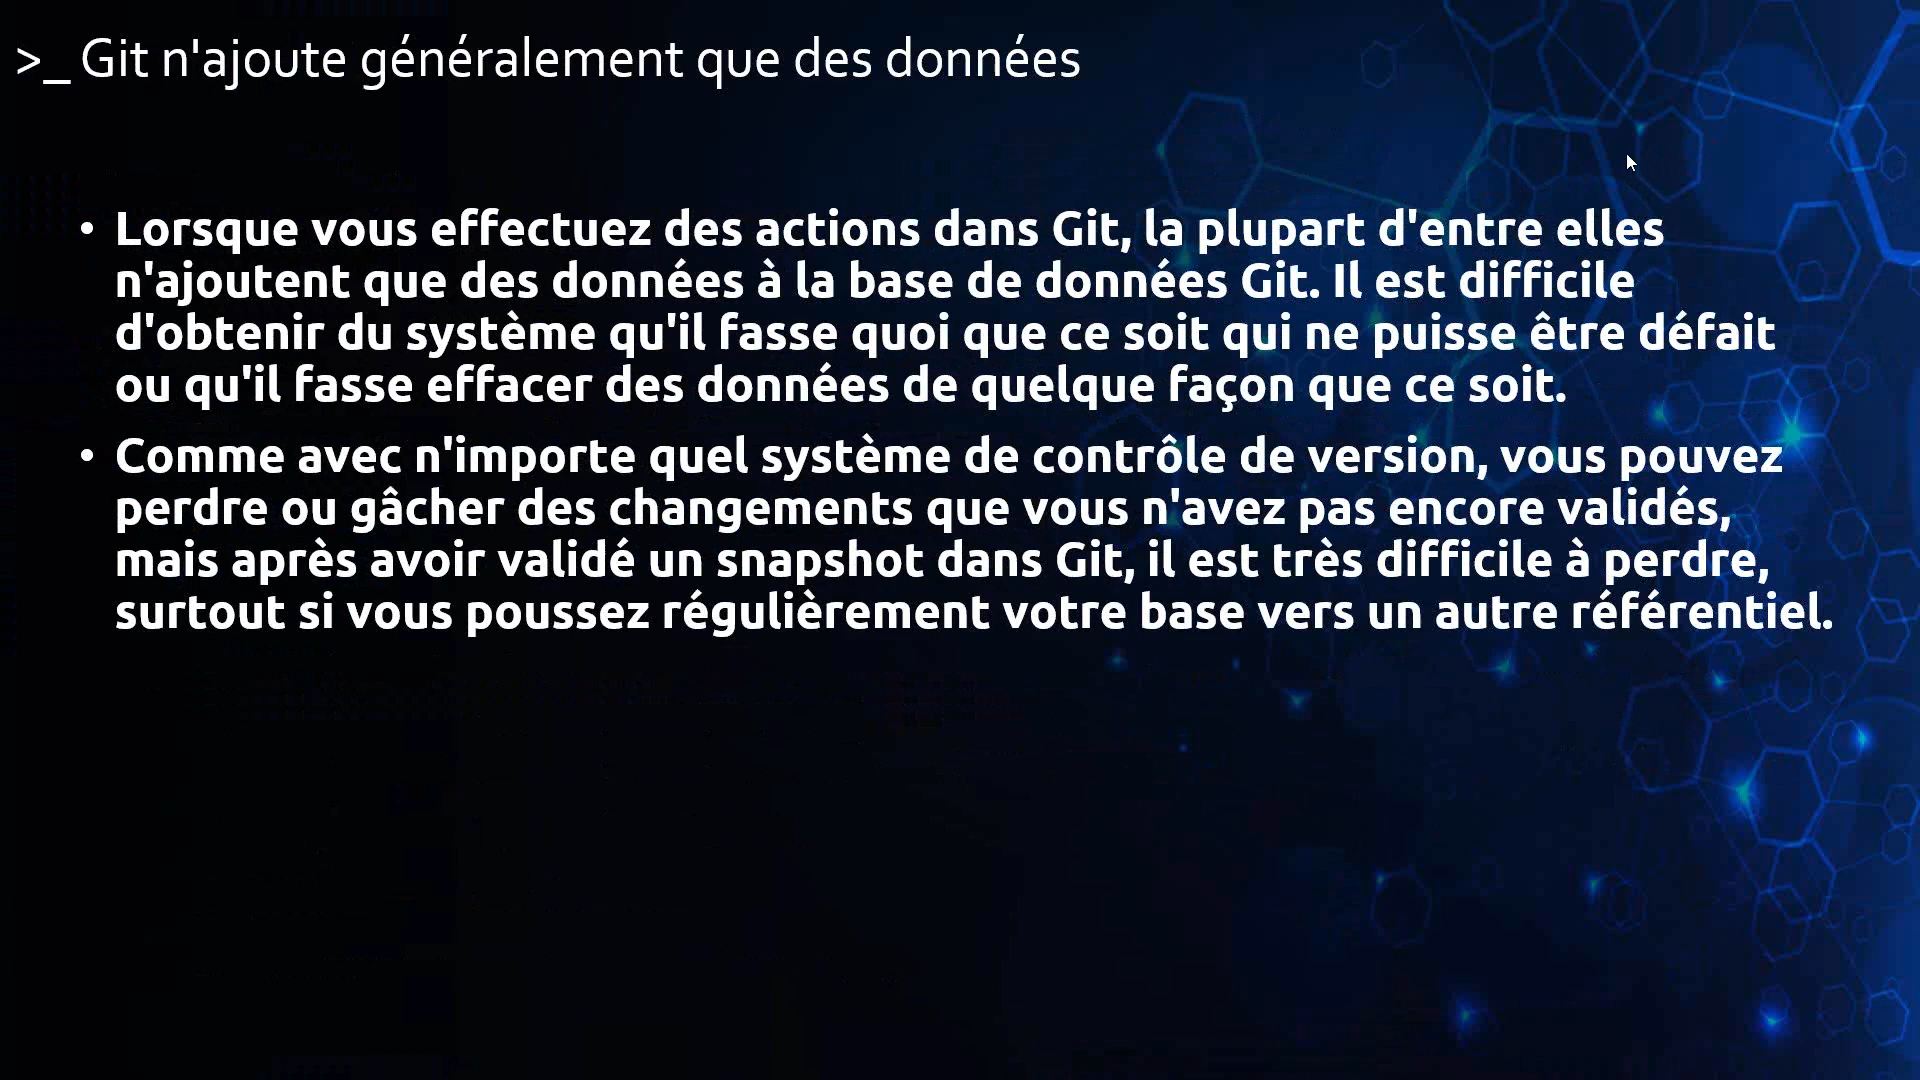 >_ Git n'ajoute généralement que des données
• Lorsque vous effectuez des actions dans Git, la plupart d'entre elles
n'ajoutent que des données à la base de données Git. Il est difficile
d'obtenir du système qu'il fasse quoi que ce soit qui ne puisse être défait
ou qu'il fasse effacer des données de quelque façon que ce soit.
• Comme avec n'importe quel système de contrôle de version, vous pouvez
perdre ou gâcher des changements que vous n'avez pas encore validés,
mais après avoir validé un snapshot dans Git, il est très difficile à perdre,
surtout si vous poussez régulièrement votre base vers un autre référentiel.